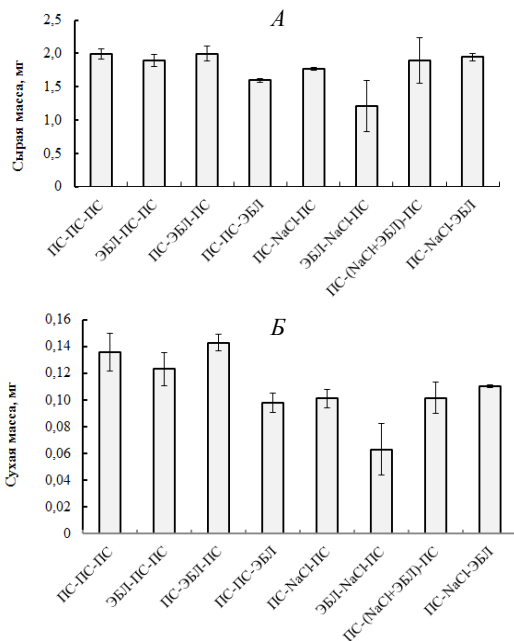 А
Сырая масса, мг
2,5
2,0
1,5
1,0
0,5
0
ПС-ПС-ПС
ЭБЛ-ПС-ПС
ПС-ЭБЛ-ПС
ПС-ПС-ЭБЛ
ПС-NaCl-ПС
ЭБЛ-NaCl-ПС
ПС-(NaCl+ЭБЛ)-ПС
ПС-NaCl-ЭБЛ
Б
Сухая масса, мг
0,16
0,14
0,12
0,10
0,08
0,06
0,04
0,02
0
ПС-ПС-ПС
ЭБЛ-ПС-ПС
ПС-ЭБЛ-ПС
ПС-ПС-ЭБЛ
ПС-NaCl-ПС
ЭБЛ-NaCl-ПС
ПС-(NaCl+ЭБЛ)-ПС
ПС-NaCl-ЭБЛ